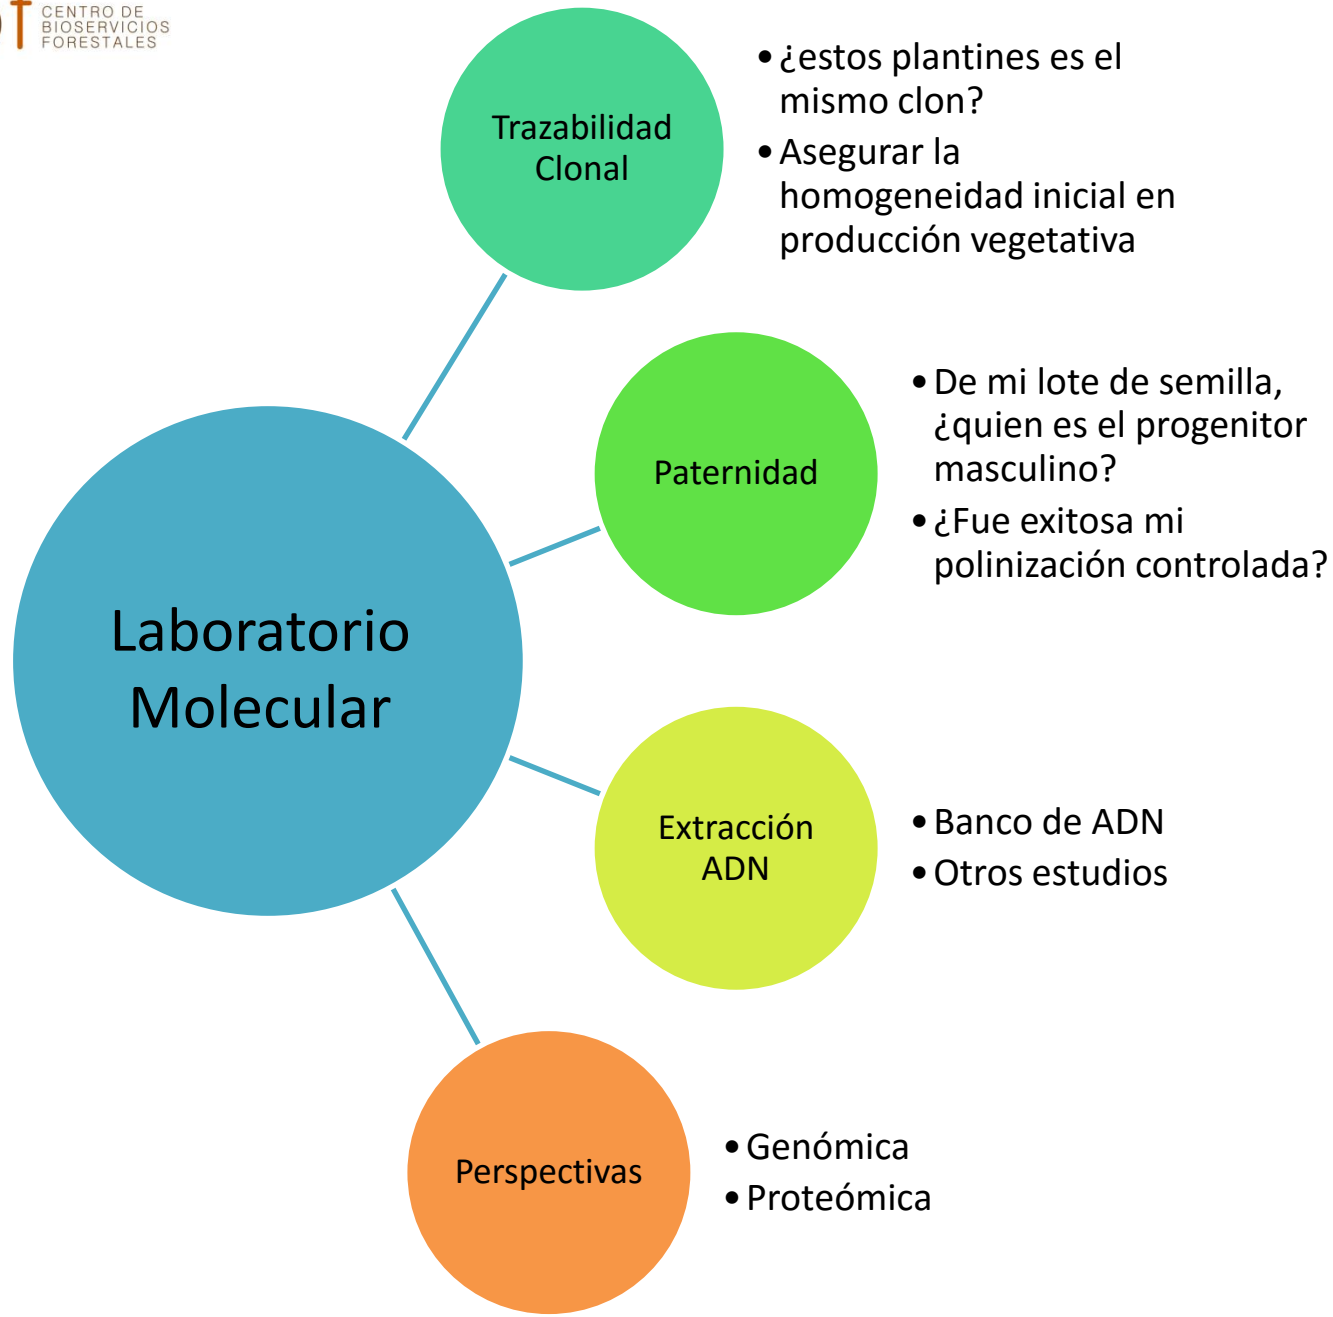 CENTRO DE
BIOSERVICIOS
FORESTALES
Trazabilidad
Clonal
• ¿estos plantines es el
mismo clon?
• Asegurar la
homogeneidad inicial en
producción vegetativa
Paternidad
• De mi lote de semilla,
¿quien es el progenitor
masculino?
• ¿Fue exitosa mi
polinización controlada?
Laboratorio
Molecular
Extracción
ADN
• Banco de ADN
• Otros estudios
Perspectivas
• Genómica
• Proteómica